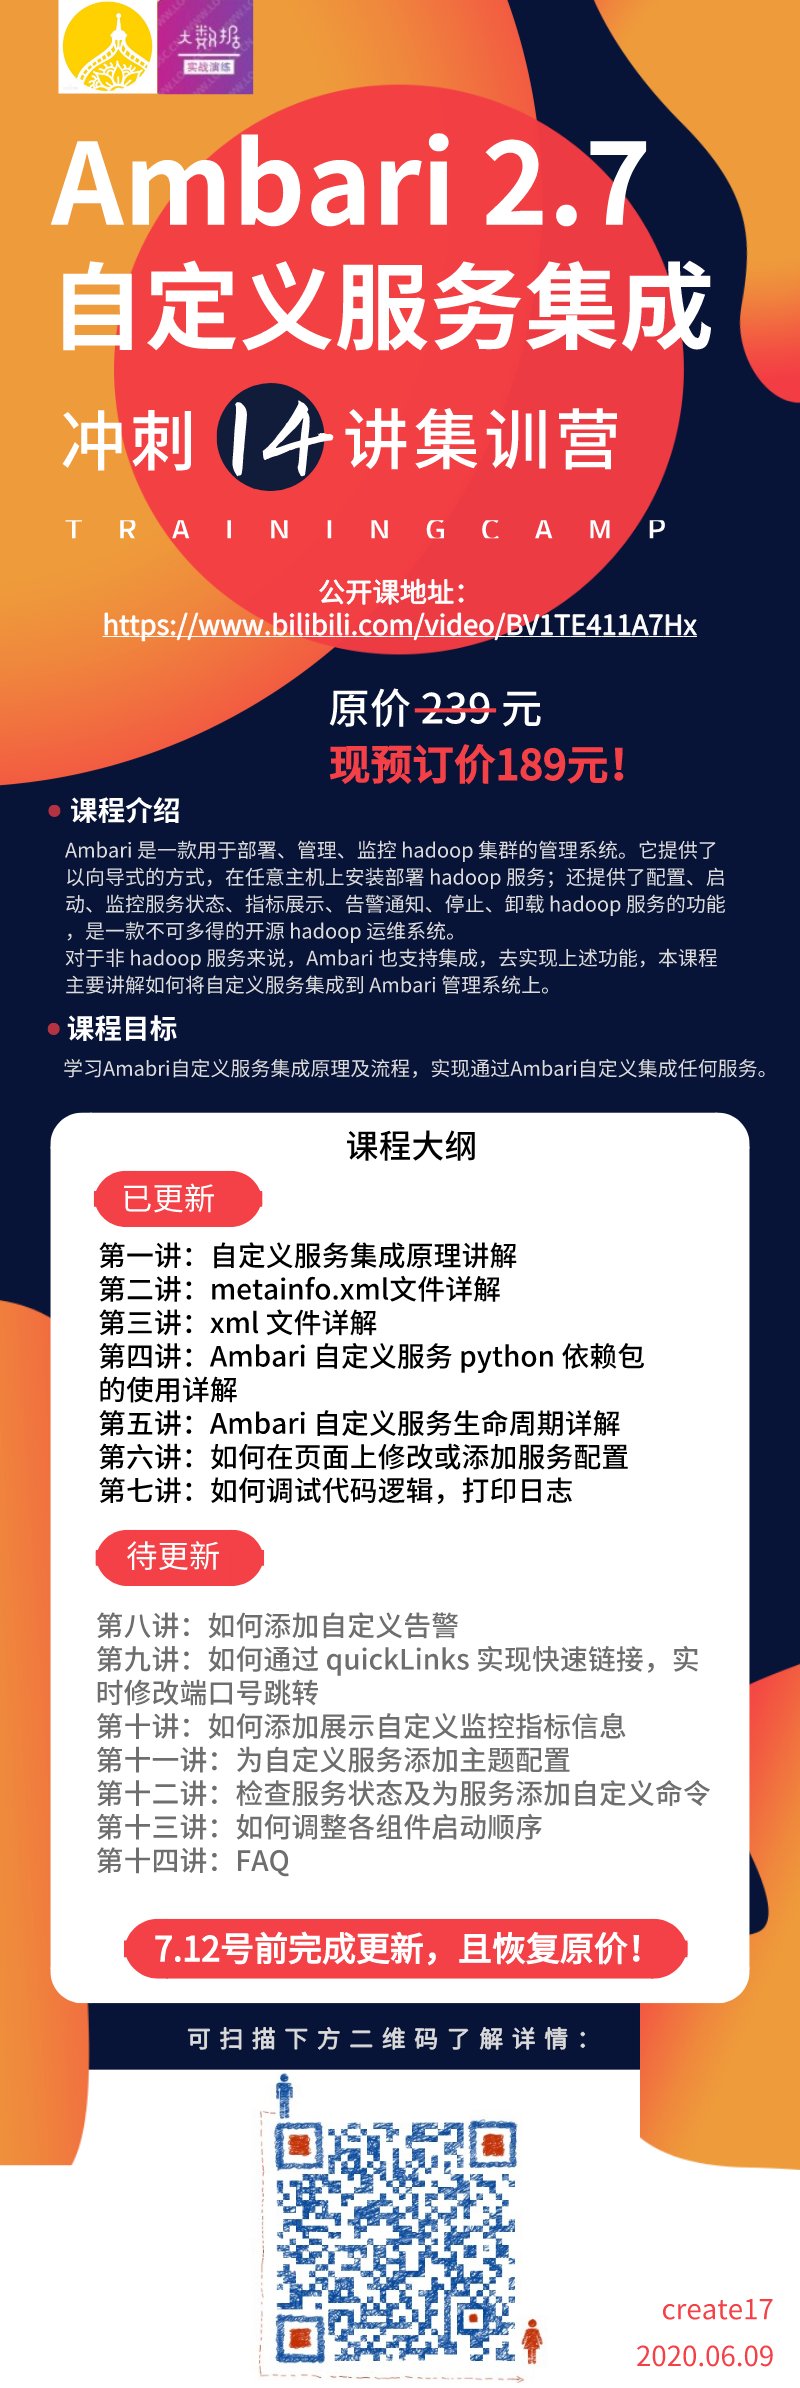 大数据
实战演练
Ambari 2.7
自定义服务集成
冲刺 14 讲集训营
TRAININGCAMP
公开课地址：
https://www.bilibili.com/video/BV1TE411A7Hx
原价 239 元
现预订价189元！
课程介绍
Ambari 是一款用于部署、管理、监控 hadoop 集群的管理系统。它提供了
以向导式的方式，在任意主机上安装部署 hadoop 服务；还提供了配置、启
动、监控服务状态、指标展示、告警通知、停止、卸载 hadoop 服务的功能
，是一款不可多得的开源 hadoop 运维系统。
对于非 hadoop 服务来说，Ambari 也支持集成，去实现上述功能，本课程
主要讲解如何将自定义服务集成到 Ambari 管理系统上。
课程目标
学习Amabri自定义服务集成原理及流程，实现通过Ambari自定义集成任何服务。
课程大纲
已更新
第一讲：自定义服务集成原理讲解
第二讲：metainfo.xml文件详解
第三讲：xml 文件详解
第四讲：Ambari 自定义服务 python 依赖包
的使用详解
第五讲：Ambari 自定义服务生命周期详解
第六讲：如何在页面上修改或添加服务配置
第七讲：如何调试代码逻辑，打印日志
待更新
第八讲：如何添加自定义告警
第九讲：如何通过 quickLinks 实现快速链接，实
时修改端口号跳转
第十讲：如何添加展示自定义监控指标信息
第十一讲：为自定义服务添加主题配置
第十二讲：检查服务状态及为服务添加自定义命令
第十三讲：如何调整各组件启动顺序
第十四讲：FAQ
7.12号前完成更新，且恢复原价！
可扫描下方二维码了解详情：
create17
2020.06.09